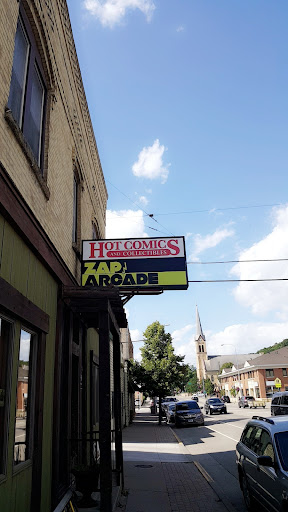 HOT COMICS
AND COLLECTIBLES
ZAP!
ARCADE